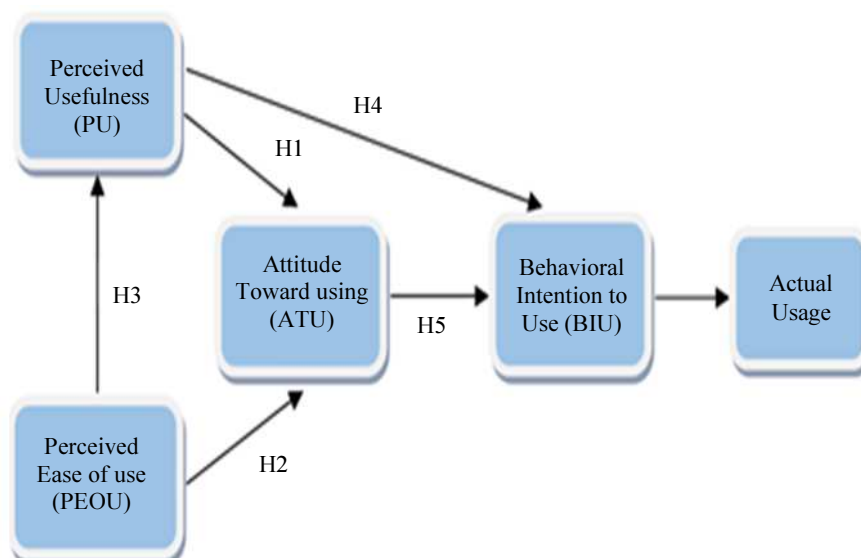 Perceived
Usefulness
(PU)
H4
H1
H3
Attitude
Toward using
(ATU)
H5
Behavioral
Intention to
Use (BIU)
Actual
Usage
Perceived
Ease of use
(PEOU)
H2